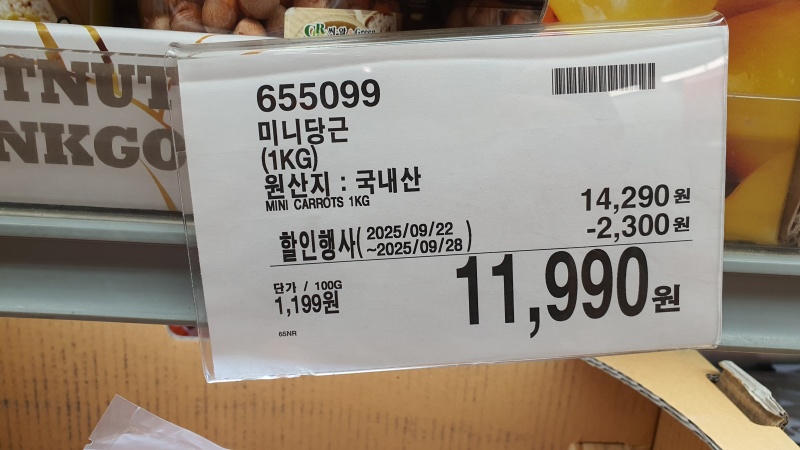 TNUT
NKGO
655099
미니당근
(1KG)
원산지 : 국내산
MINI CARROTS 1KG
14,290원
-2,300원
할인행사( 2025/09/22
~2025/09/28 )
단가 / 100G
1,199원
11,990원
65NR